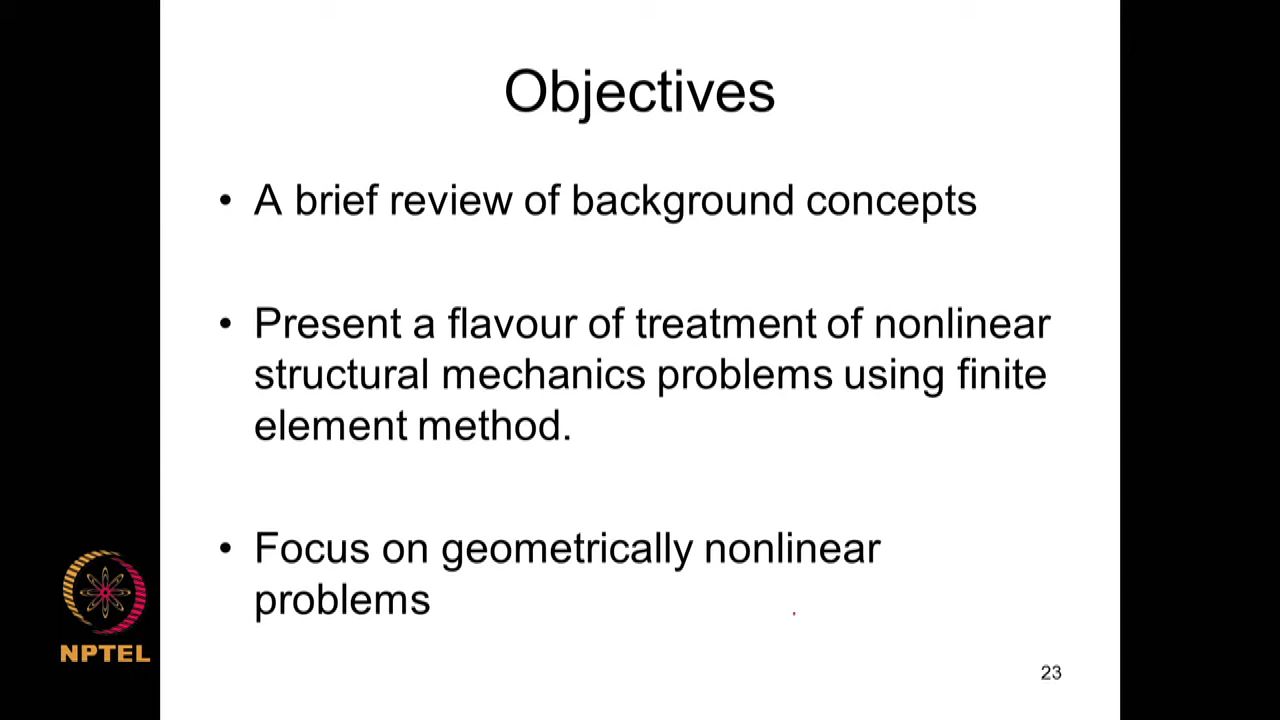 Objectives
• A brief review of background concepts
• Present a flavour of treatment of nonlinear
structural mechanics problems using finite
element method.
• Focus on geometrically nonlinear
problems
NPTEL
23